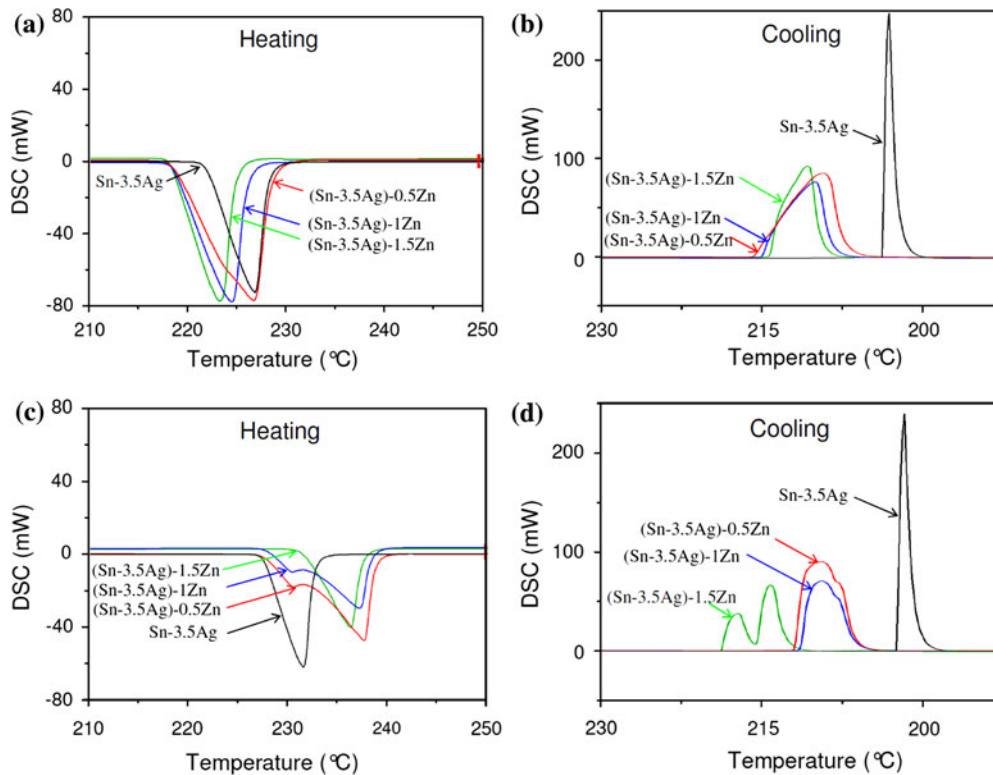 (a)
Heating
DSC (mW)
80
40
0
-40
-80
Sn-3.5Ag
(Sn-3.5Ag)-0.5Zn
(Sn-3.5Ag)-1Zn
(Sn-3.5Ag)-1.5Zn
210 220 230 240 250
Temperature (°C)
(b)
Cooling
DSC (mW)
200
100
0
Sn-3.5Ag
(Sn-3.5Ag)-1.5Zn
(Sn-3.5Ag)-1Zn
(Sn-3.5Ag)-0.5Zn
230 215 200
Temperature (°C)
(c)
Heating
DSC (mW)
80
40
0
-40
-80
(Sn-3.5Ag)-1.5Zn
(Sn-3.5Ag)-1Zn
(Sn-3.5Ag)-0.5Zn
Sn-3.5Ag
210 220 230 240 250
Temperature (°C)
(d)
Cooling
DSC (mW)
200
100
0
Sn-3.5Ag
(Sn-3.5Ag)-0.5Zn
(Sn-3.5Ag)-1Zn
(Sn-3.5Ag)-1.5Zn
230 215 200
Temperature (°C)